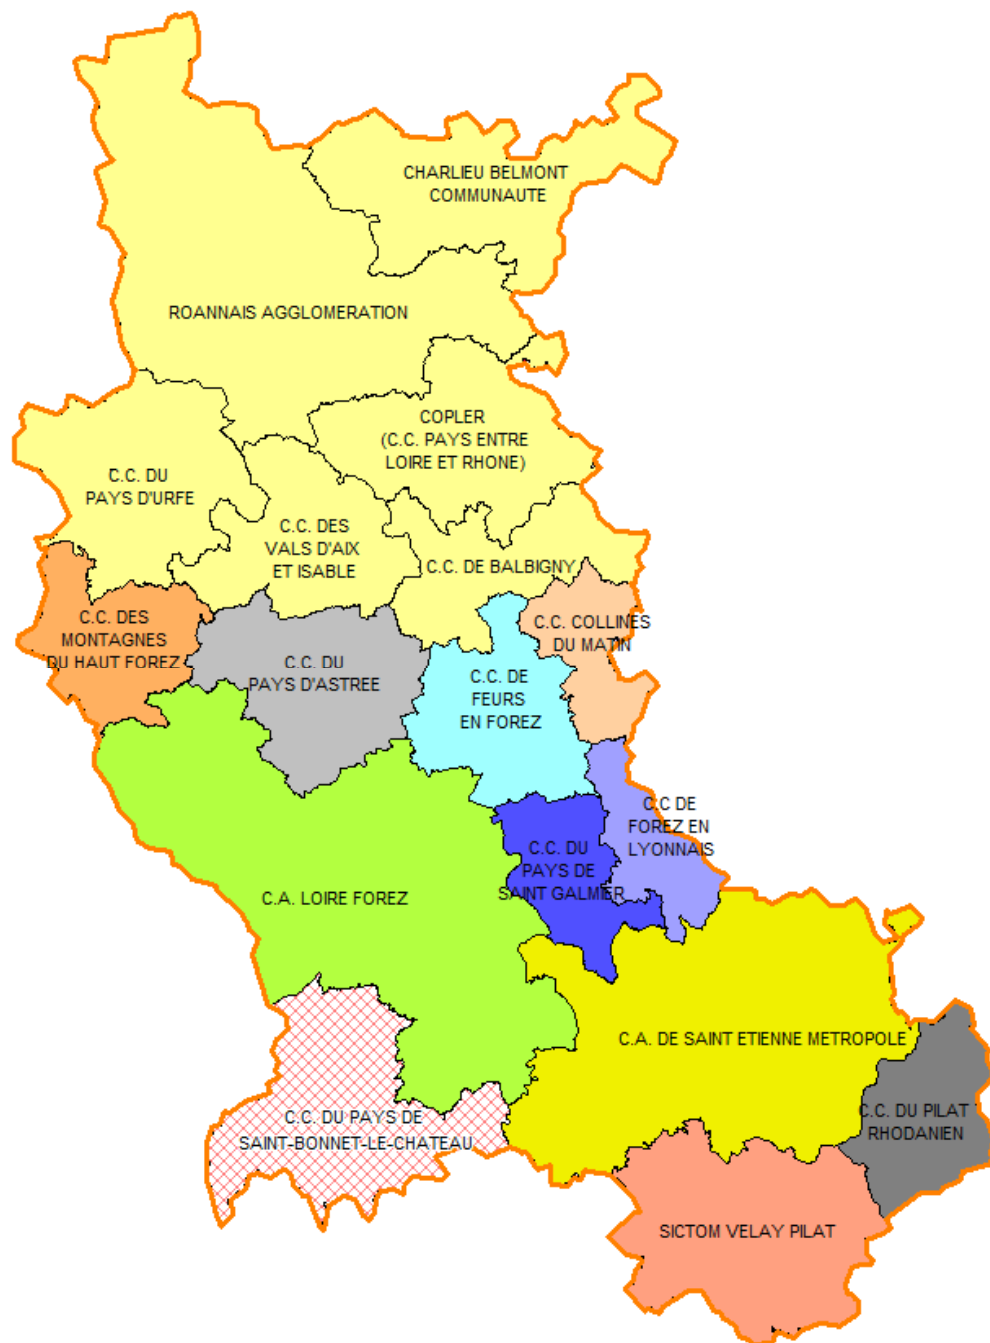 CHARLIEU BELMONT
COMMUNAUTE
ROANNAIS AGGLOMERATION
COPLER
(C.C. PAYS ENTRE
LOIRE ET RHONE)
C.C. DU
PAYS D'URFE
C.C. DES
VALS D'AIX
ET ISABLE
C.C. DE BALBIGNY
C.C. DES
MONTAGNES
DU HAUT FOREZ
C.C. COLLINES
DU MATIN
C.C. DU
PAYS D'ASTREE
C.C. DE
FEURS
EN FOREZ
C.C DE
FOREZ EN
LYONNAIS
C.C. DU
PAYS DE
SAINT GALMIER
C.A. LOIRE FOREZ
C.A. DE SAINT ETIENNE METROPOLE
C.C. DU PILAT
RHODANIEN
C.C. DU PAYS DE
SAINT-BONNET-LE-CHATEAU
SICTOM VELAY PILAT